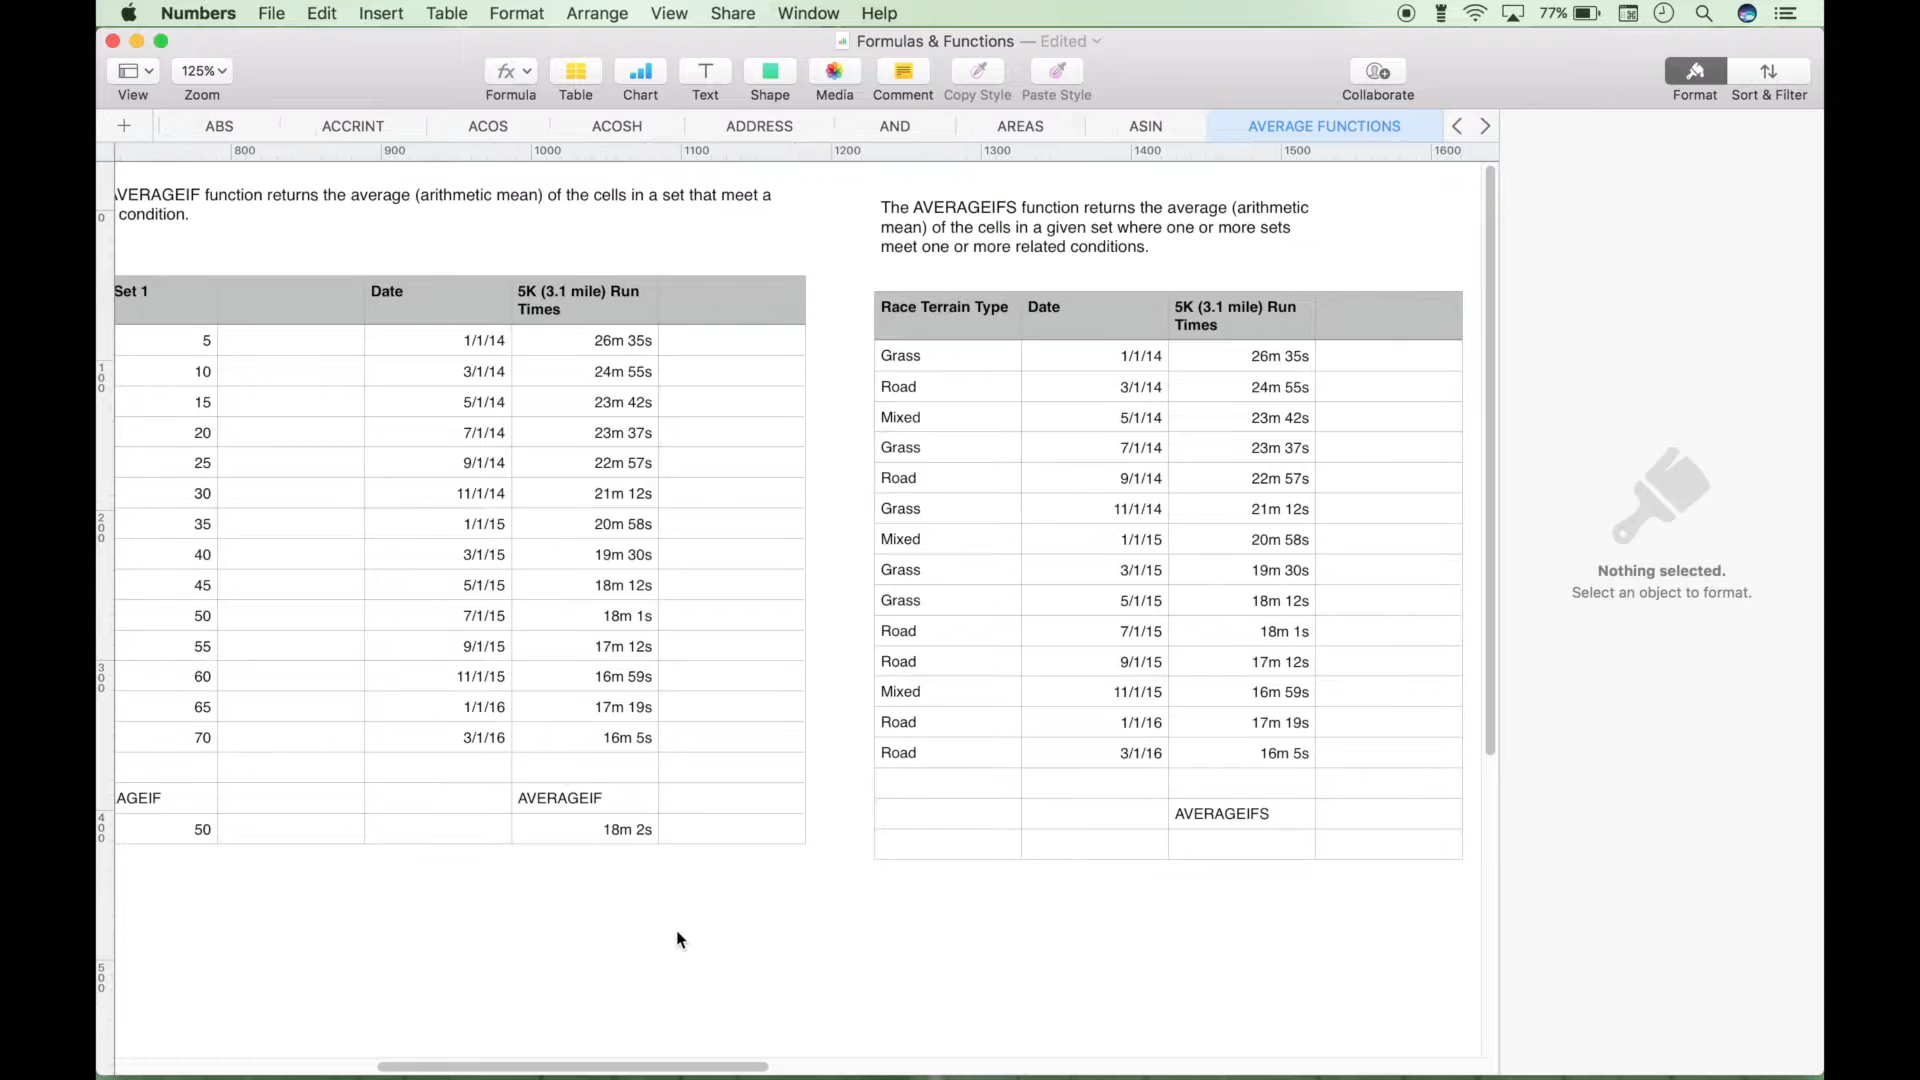 Numbers File Edit Insert Table Format Arrange View Share Window Help 77%
Formulas & Functions — Edited
125%
View Zoom Formula Table Chart Text Shape Media Comment Copy Style Paste Style Collaborate Format Sort & Filter
ABS ACCRINT ACOS ACOSH ADDRESS AND AREAS ASIN AVERAGE FUNCTIONS
800 900 1000 1100 1200 1300 1400 1500 1600
0
100
200
300
400
500
AVERAGEIF function returns the average (arithmetic mean) of the cells in a set that meet a
condition.
Set 1 Date 5K (3.1 mile) Run
Times
5 1/1/14 26m 35s
10 3/1/14 24m 55s
15 5/1/14 23m 42s
20 7/1/14 23m 37s
25 9/1/14 22m 57s
30 11/1/14 21m 12s
35 1/1/15 20m 58s
40 3/1/15 19m 30s
45 5/1/15 18m 12s
50 7/1/15 18m 1s
55 9/1/15 17m 12s
60 11/1/15 16m 59s
65 1/1/16 17m 19s
70 3/1/16 16m 5s
AGEIF AVERAGEIF
50 18m 2s
The AVERAGEIFS function returns the average (arithmetic
mean) of the cells in a given set where one or more sets
meet one or more related conditions.
Race Terrain Type Date 5K (3.1 mile) Run
Times
Grass 1/1/14 26m 35s
Road 3/1/14 24m 55s
Mixed 5/1/14 23m 42s
Grass 7/1/14 23m 37s
Road 9/1/14 22m 57s
Grass 11/1/14 21m 12s
Mixed 1/1/15 20m 58s
Grass 3/1/15 19m 30s
Grass 5/1/15 18m 12s
Road 7/1/15 18m 1s
Road 9/1/15 17m 12s
Mixed 11/1/15 16m 59s
Road 1/1/16 17m 19s
Road 3/1/16 16m 5s
AVERAGEIFS
Nothing selected.
Select an object to format.